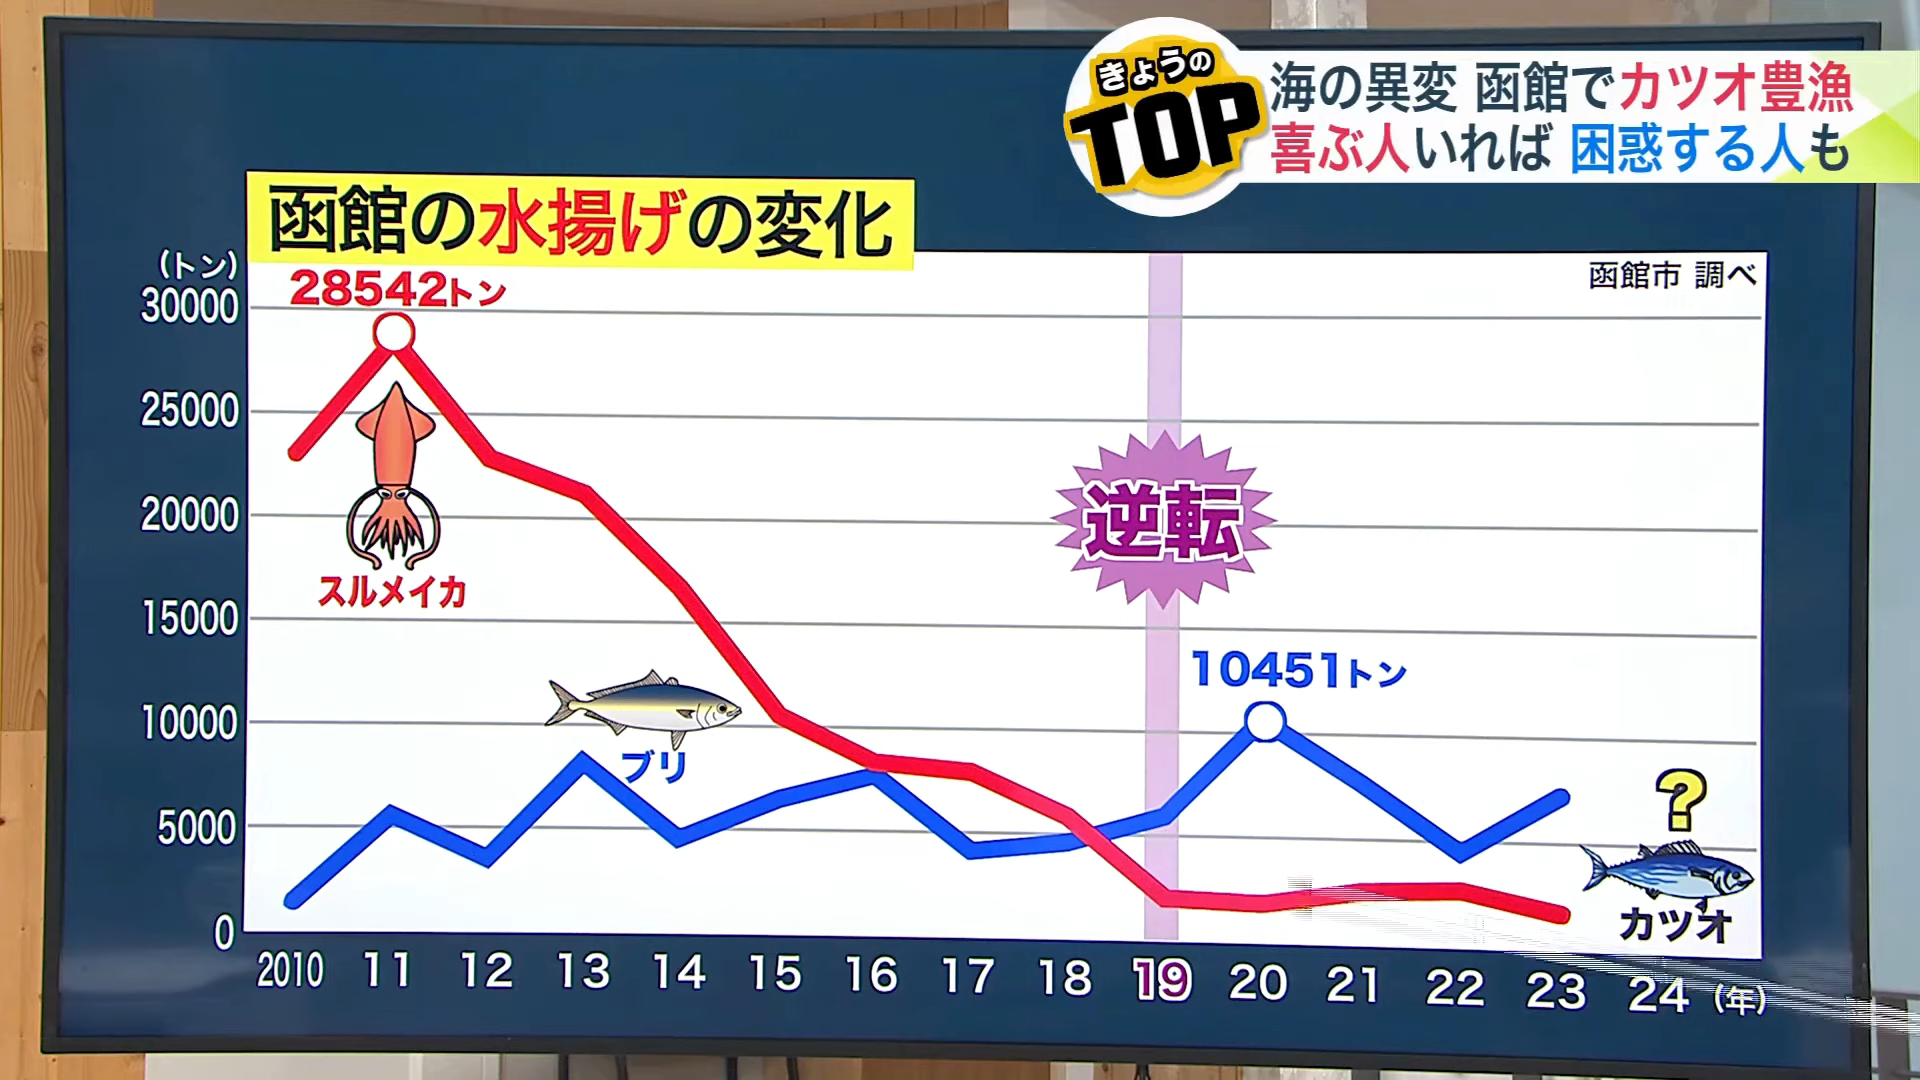 きょうの
TOP
海の異変 函館でカツオ豊漁
喜ぶ人いれば 困惑する人も
函館の水揚げの変化
函館市 調べ
(トン)
30000
25000
20000
15000
10000
5000
0
28542トン
スルメイカ
ブリ
逆転
10451トン
?
カツオ
2010 11 12 13 14 15 16 17 18 19 20 21 22 23 24 (年)